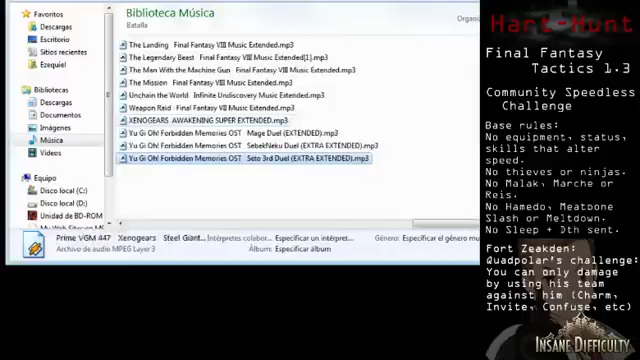 Favoritos
Descargas
Escritorio
Sitios recientes
Ezequiel
Bibliotecas
Descargas
Documentos
Imágenes
Música
Vídeos
Equipo
Disco local (C:)
Disco local (D:)
Unidad de BD-ROM
Biblioteca Música
Batalla
Organi
The Landing Final Fantasy VIII Music Extended.mp3
The Legendary Beast Final Fantasy VIII Music Extended[1].mp3
The Man With the Machine Gun Final Fantasy VIII Music Extended.mp3
The Mission Final Fantasy VIII Music Extended.mp3
Unchain the World Infinite Undiscovery Music Extended.mp3
Weapon Raid Final Fantasy VII Music Extended.mp3
XENOGEARS AWAKENING SUPER EXTENDED.mp3
Yu Gi Oh! Forbidden Memories OST Mage Duel (EXTENDED).mp3
Yu Gi Oh! Forbidden Memories OST SebekNeku Duel (EXTRA EXTENDED).mp3
Yu Gi Oh! Forbidden Memories OST Seto 3rd Duel (EXTRA EXTENDED).mp3
Prime VGM 447 Xenogears Steel Giant... Intérpretes colabor... Especificar un intérpret... Género: Especificar el género mu
Archivo de audio MPEG Layer 3 Álbum: Especificar álbum
Hart-Hunt
Final Fantasy
Tactics 1.3
Community Speedless
Challenge
Base rules:
No equipment, status,
skills that alter
speed.
No thieves or ninjas.
No Malak, Marche or
Reis.
No Hamedo, Meatbone
Slash or Meltdown.
No Sleep + Dth sent.
Fort Zeakden:
Quadpolar's challenge:
You can only damage
by using his team
against him (Charm,
Invite, Confuse, etc)
INSANE DIFFICULTY